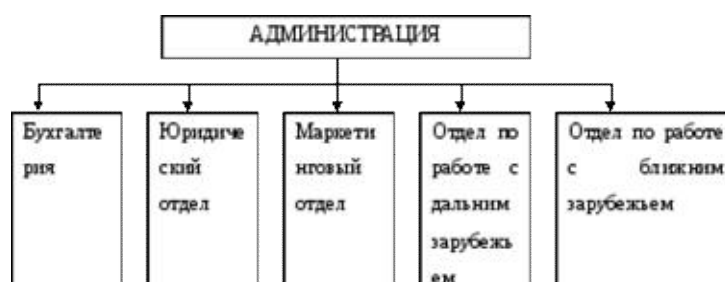 АДМИНИСТРАЦИЯ
Бухгалте
рия
Юридиче
ский
отдел
Маркети
нговый
отдел
Отдел по
работе с
дальним
зарубежь
ем
Отдел по работе
с ближним
зарубежьем